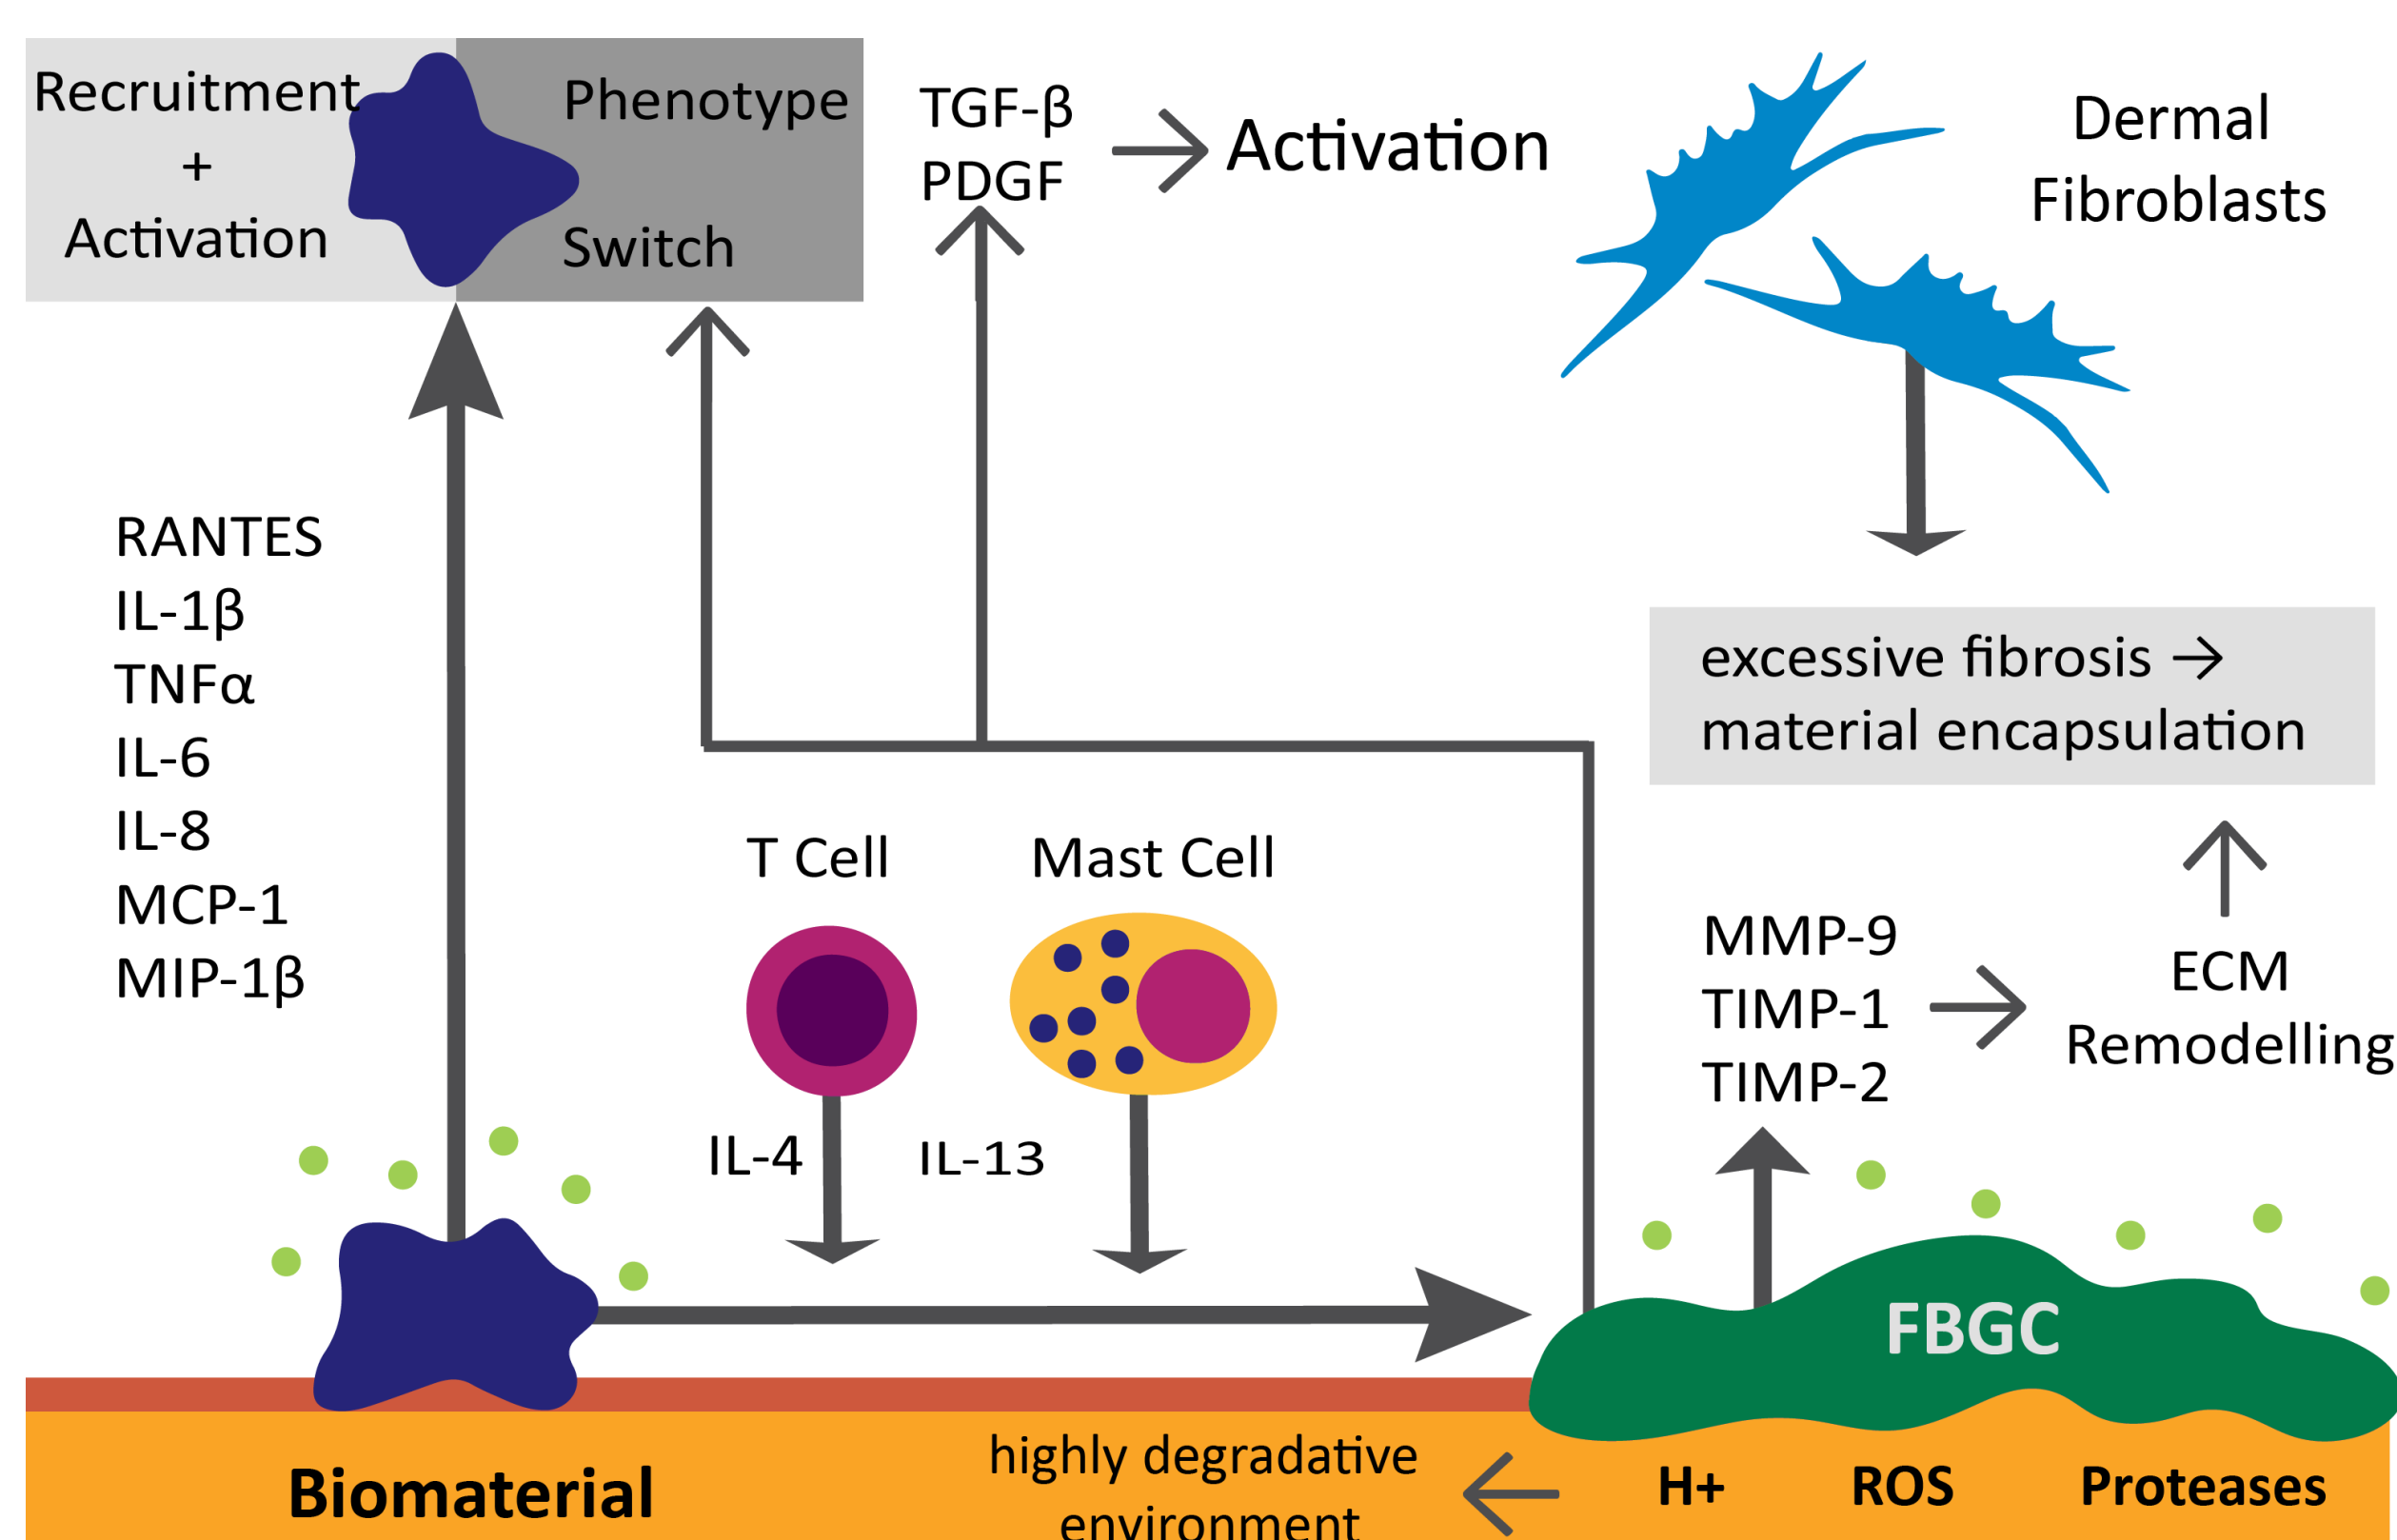 Recruitment
+
Activation
Phenotype
Switch
TGF-β
PDGF
Activation
Dermal
Fibroblasts
RANTES
IL-1β
TNFα
IL-6
IL-8
MCP-1
MIP-1β
excessive fibrosis →
material encapsulation
T Cell
Mast Cell
IL-4
IL-13
MMP-9
TIMP-1
TIMP-2
ECM
Remodelling
FBGC
Biomaterial
highly degradative
environment
H+
ROS
Proteases